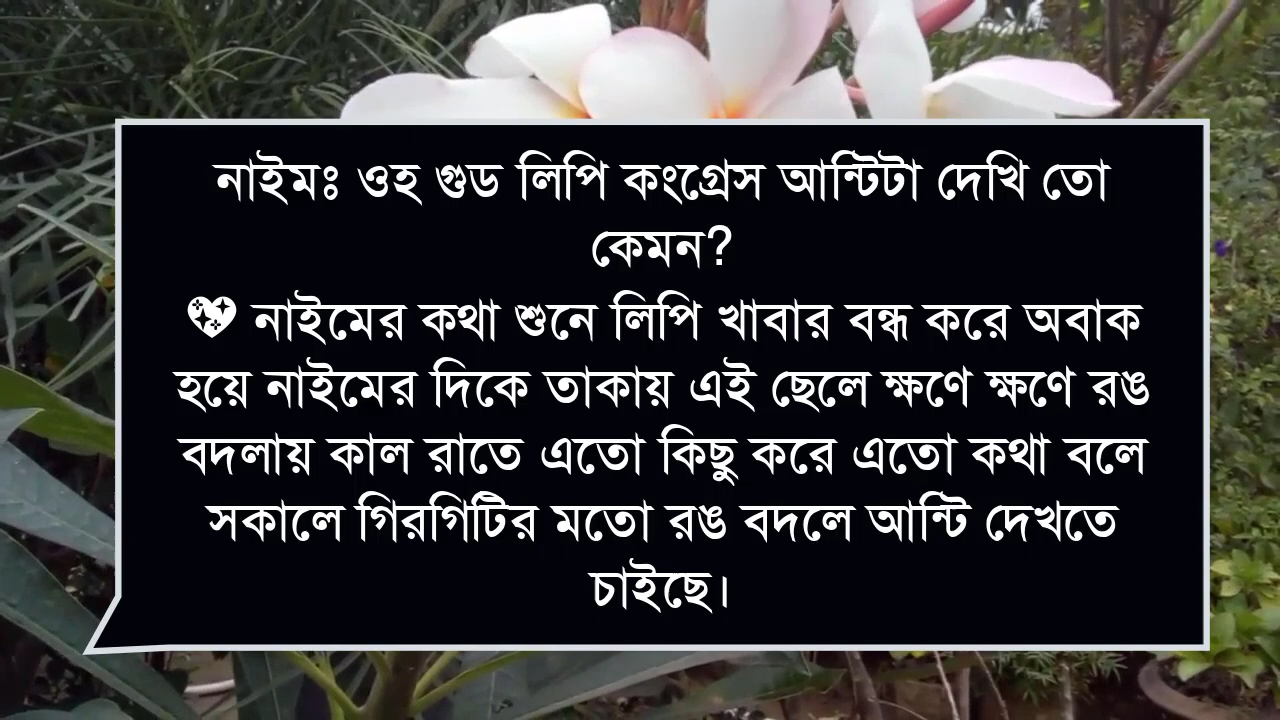 নাইমঃ ওহ গুড লিপি কংগ্রেস আন্টিটা দেখি তো
কেমন?
💖 নাইমের কথা শুনে লিপি খাবার বন্ধ করে অবাক
হয়ে নাইমের দিকে তাকায় এই ছেলে ক্ষণে ক্ষণে রঙ
বদলায় কাল রাতে এতো কিছু করে এতো কথা বলে
সকালে গিরগিটির মতো রঙ বদলে আন্টি দেখতে
চাইছে।